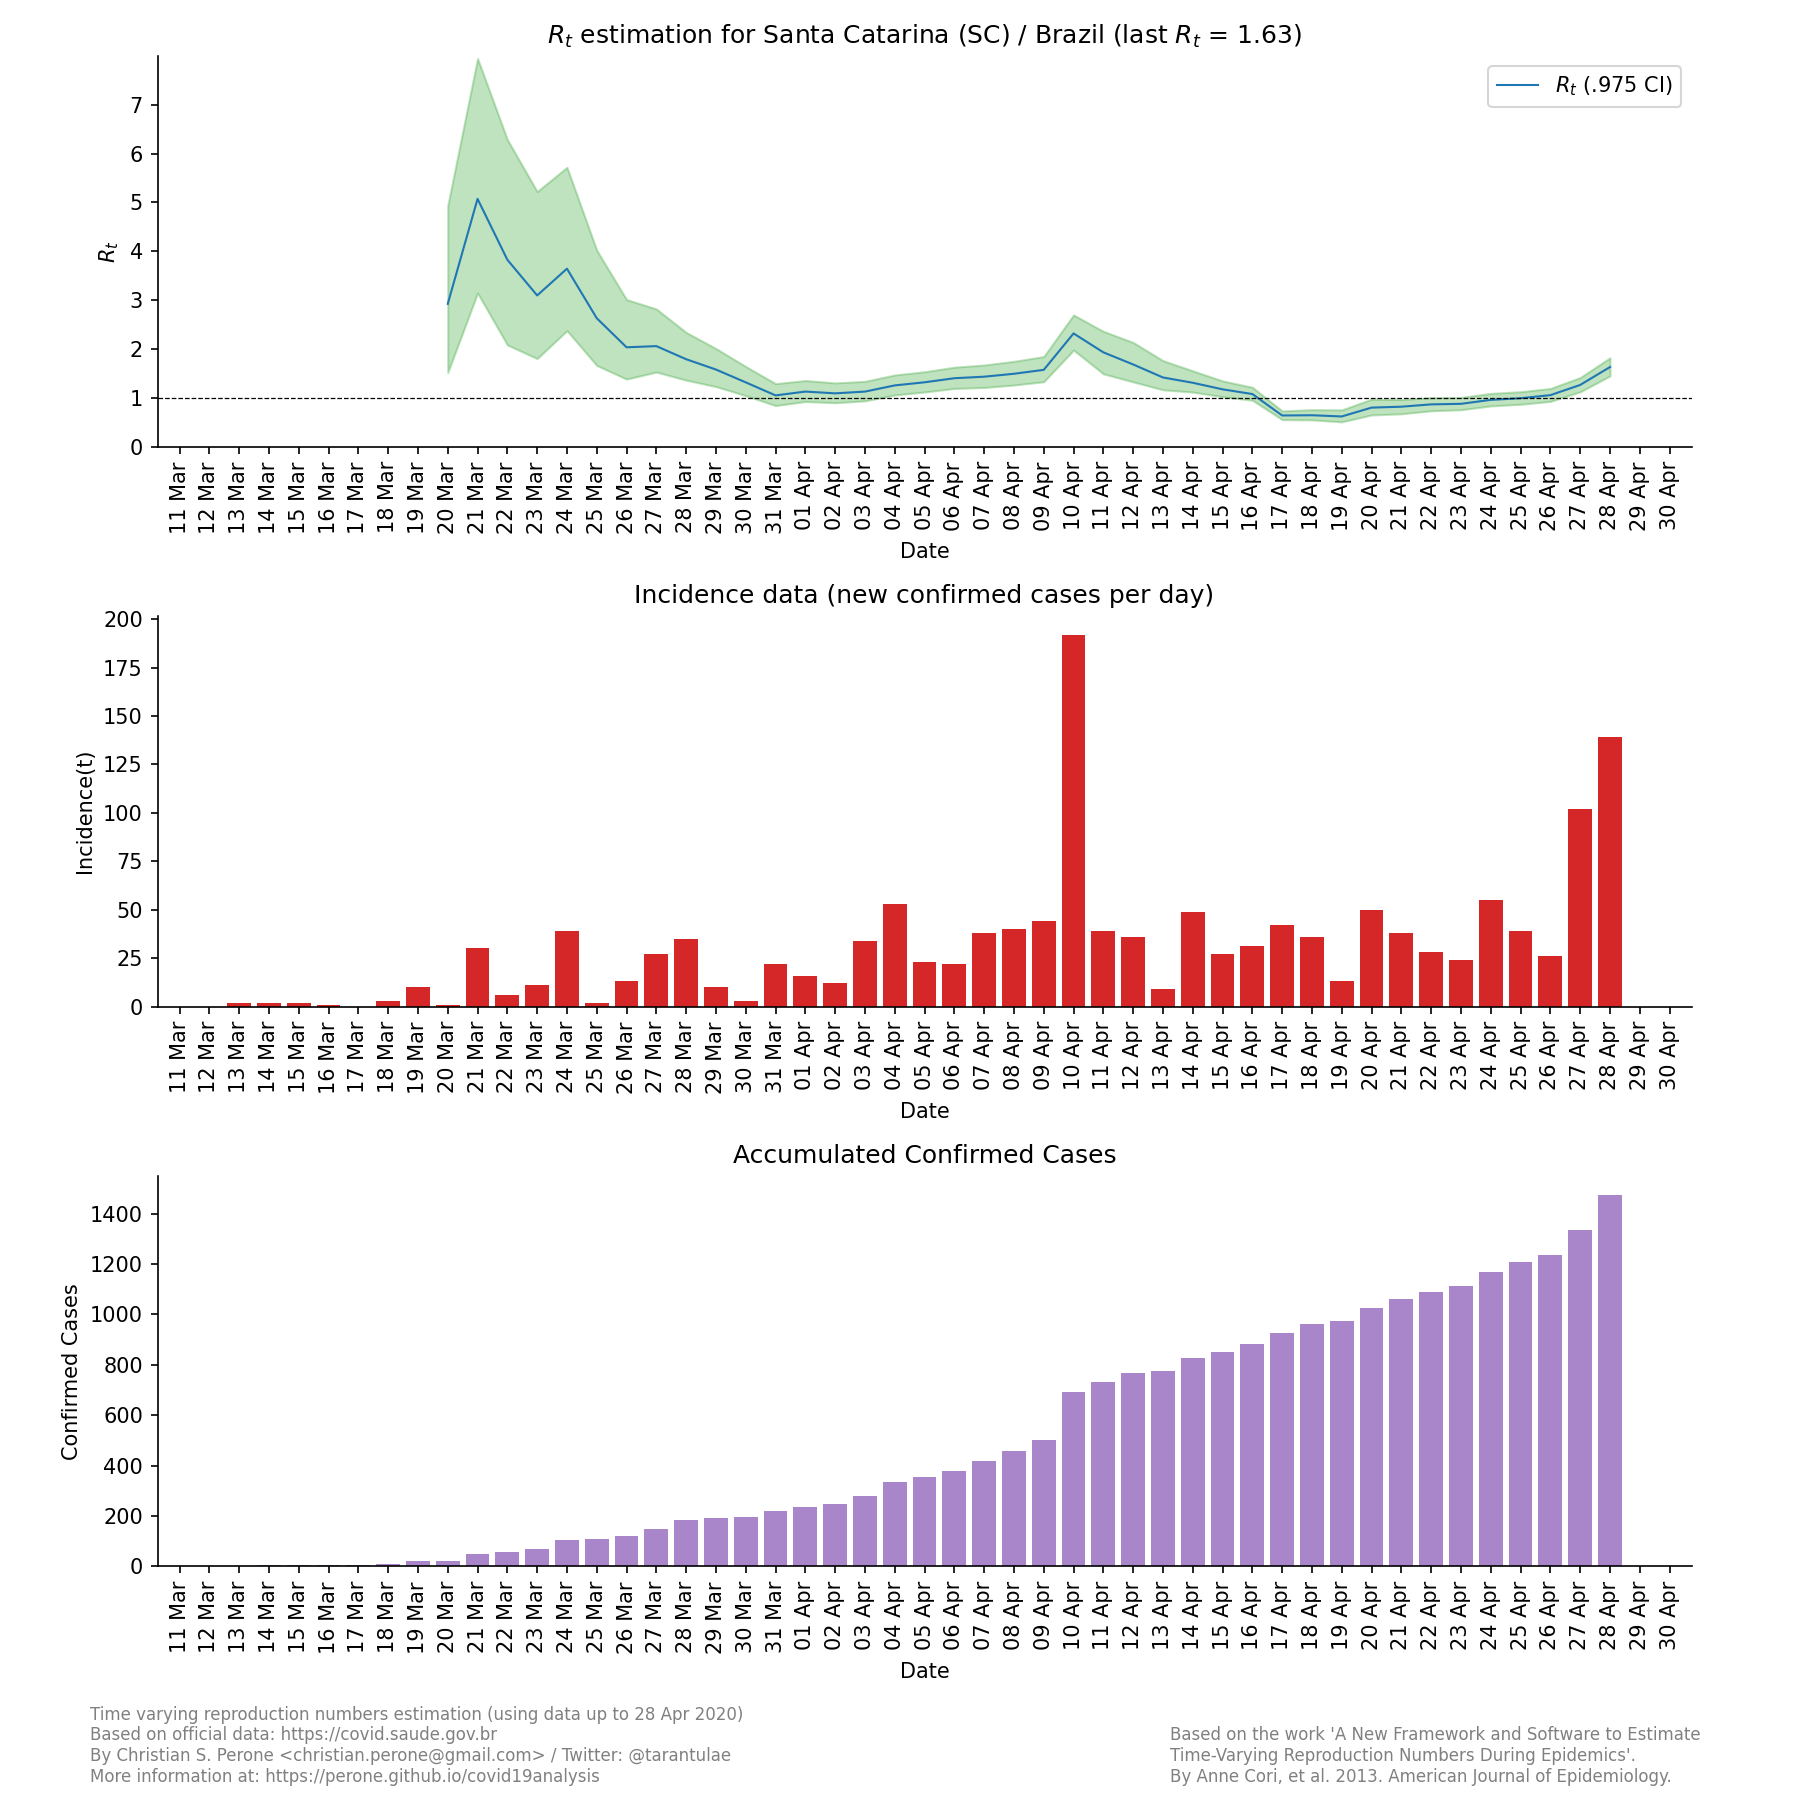 Rt estimation for Santa Catarina (SC) / Brazil (last Rt = 1.63)
Rt (.975 CI)
7
6
5
4
3
2
1
0
Rt
11 Mar 12 Mar 13 Mar 14 Mar 15 Mar 16 Mar 17 Mar 18 Mar 19 Mar 20 Mar 21 Mar 22 Mar 23 Mar 24 Mar 25 Mar 26 Mar 27 Mar 28 Mar 29 Mar 30 Mar 31 Mar 01 Apr 02 Apr 03 Apr 04 Apr 05 Apr 06 Apr 07 Apr 08 Apr 09 Apr 10 Apr 11 Apr 12 Apr 13 Apr 14 Apr 15 Apr 16 Apr 17 Apr 18 Apr 19 Apr 20 Apr 21 Apr 22 Apr 23 Apr 24 Apr 25 Apr 26 Apr 27 Apr 28 Apr 29 Apr 30 Apr
Date
Incidence data (new confirmed cases per day)
200
175
150
125
100
75
50
25
0
Incidence(t)
11 Mar 12 Mar 13 Mar 14 Mar 15 Mar 16 Mar 17 Mar 18 Mar 19 Mar 20 Mar 21 Mar 22 Mar 23 Mar 24 Mar 25 Mar 26 Mar 27 Mar 28 Mar 29 Mar 30 Mar 31 Mar 01 Apr 02 Apr 03 Apr 04 Apr 05 Apr 06 Apr 07 Apr 08 Apr 09 Apr 10 Apr 11 Apr 12 Apr 13 Apr 14 Apr 15 Apr 16 Apr 17 Apr 18 Apr 19 Apr 20 Apr 21 Apr 22 Apr 23 Apr 24 Apr 25 Apr 26 Apr 27 Apr 28 Apr 29 Apr 30 Apr
Date
Accumulated Confirmed Cases
1400
1200
1000
800
600
400
200
0
Confirmed Cases
11 Mar 12 Mar 13 Mar 14 Mar 15 Mar 16 Mar 17 Mar 18 Mar 19 Mar 20 Mar 21 Mar 22 Mar 23 Mar 24 Mar 25 Mar 26 Mar 27 Mar 28 Mar 29 Mar 30 Mar 31 Mar 01 Apr 02 Apr 03 Apr 04 Apr 05 Apr 06 Apr 07 Apr 08 Apr 09 Apr 10 Apr 11 Apr 12 Apr 13 Apr 14 Apr 15 Apr 16 Apr 17 Apr 18 Apr 19 Apr 20 Apr 21 Apr 22 Apr 23 Apr 24 Apr 25 Apr 26 Apr 27 Apr 28 Apr 29 Apr 30 Apr
Date
Time varying reproduction numbers estimation (using data up to 28 Apr 2020)
Based on official data: https://covid.saude.gov.br
By Christian S. Perone <christian.perone@gmail.com> / Twitter: @tarantulae
More information at: https://perone.github.io/covid19analysis
Based on the work 'A New Framework and Software to Estimate
Time-Varying Reproduction Numbers During Epidemics'.
By Anne Cori, et al. 2013. American Journal of Epidemiology.